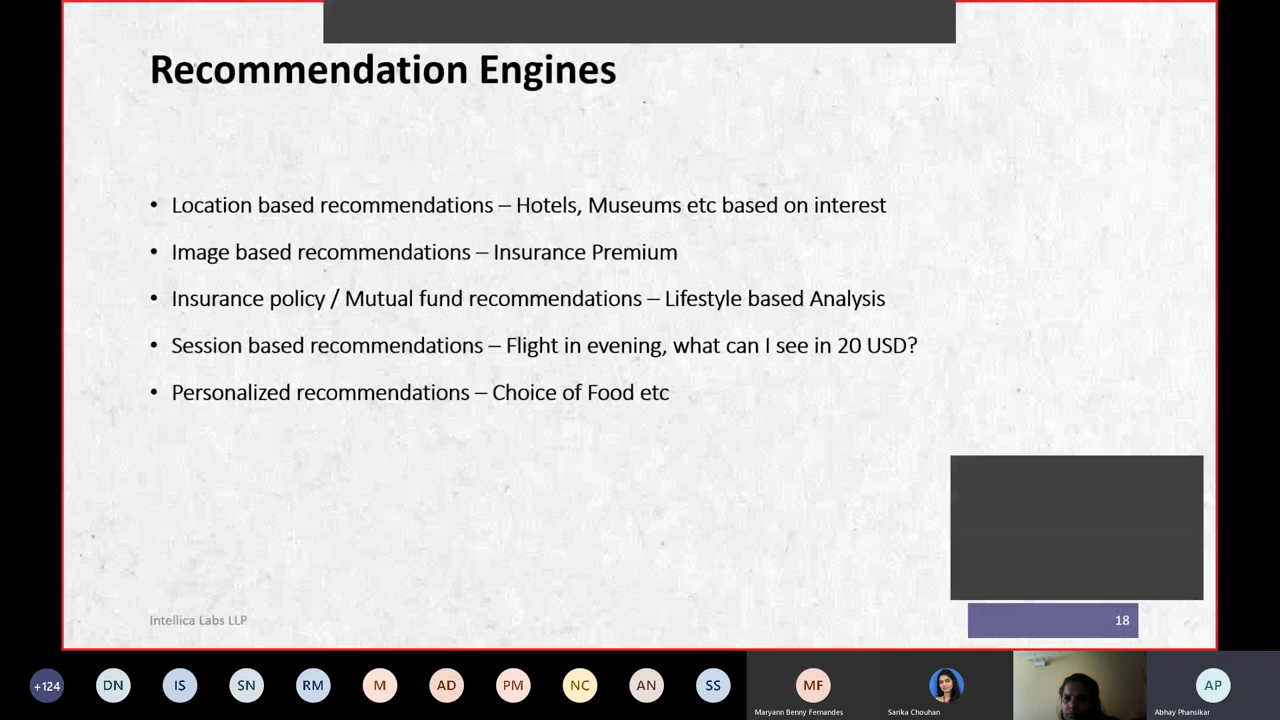 Recommendation Engines
• Location based recommendations – Hotels, Museums etc based on interest
• Image based recommendations – Insurance Premium
• Insurance policy / Mutual fund recommendations – Lifestyle based Analysis
• Session based recommendations – Flight in evening, what can I see in 20 USD?
• Personalized recommendations – Choice of Food etc
Intellica Labs LLP
18
+124 DN IS SN RM M AD PM NC AN SS MF AP
Maryann Benny Fernandes Sarika Chouhan Abhay Phansikar